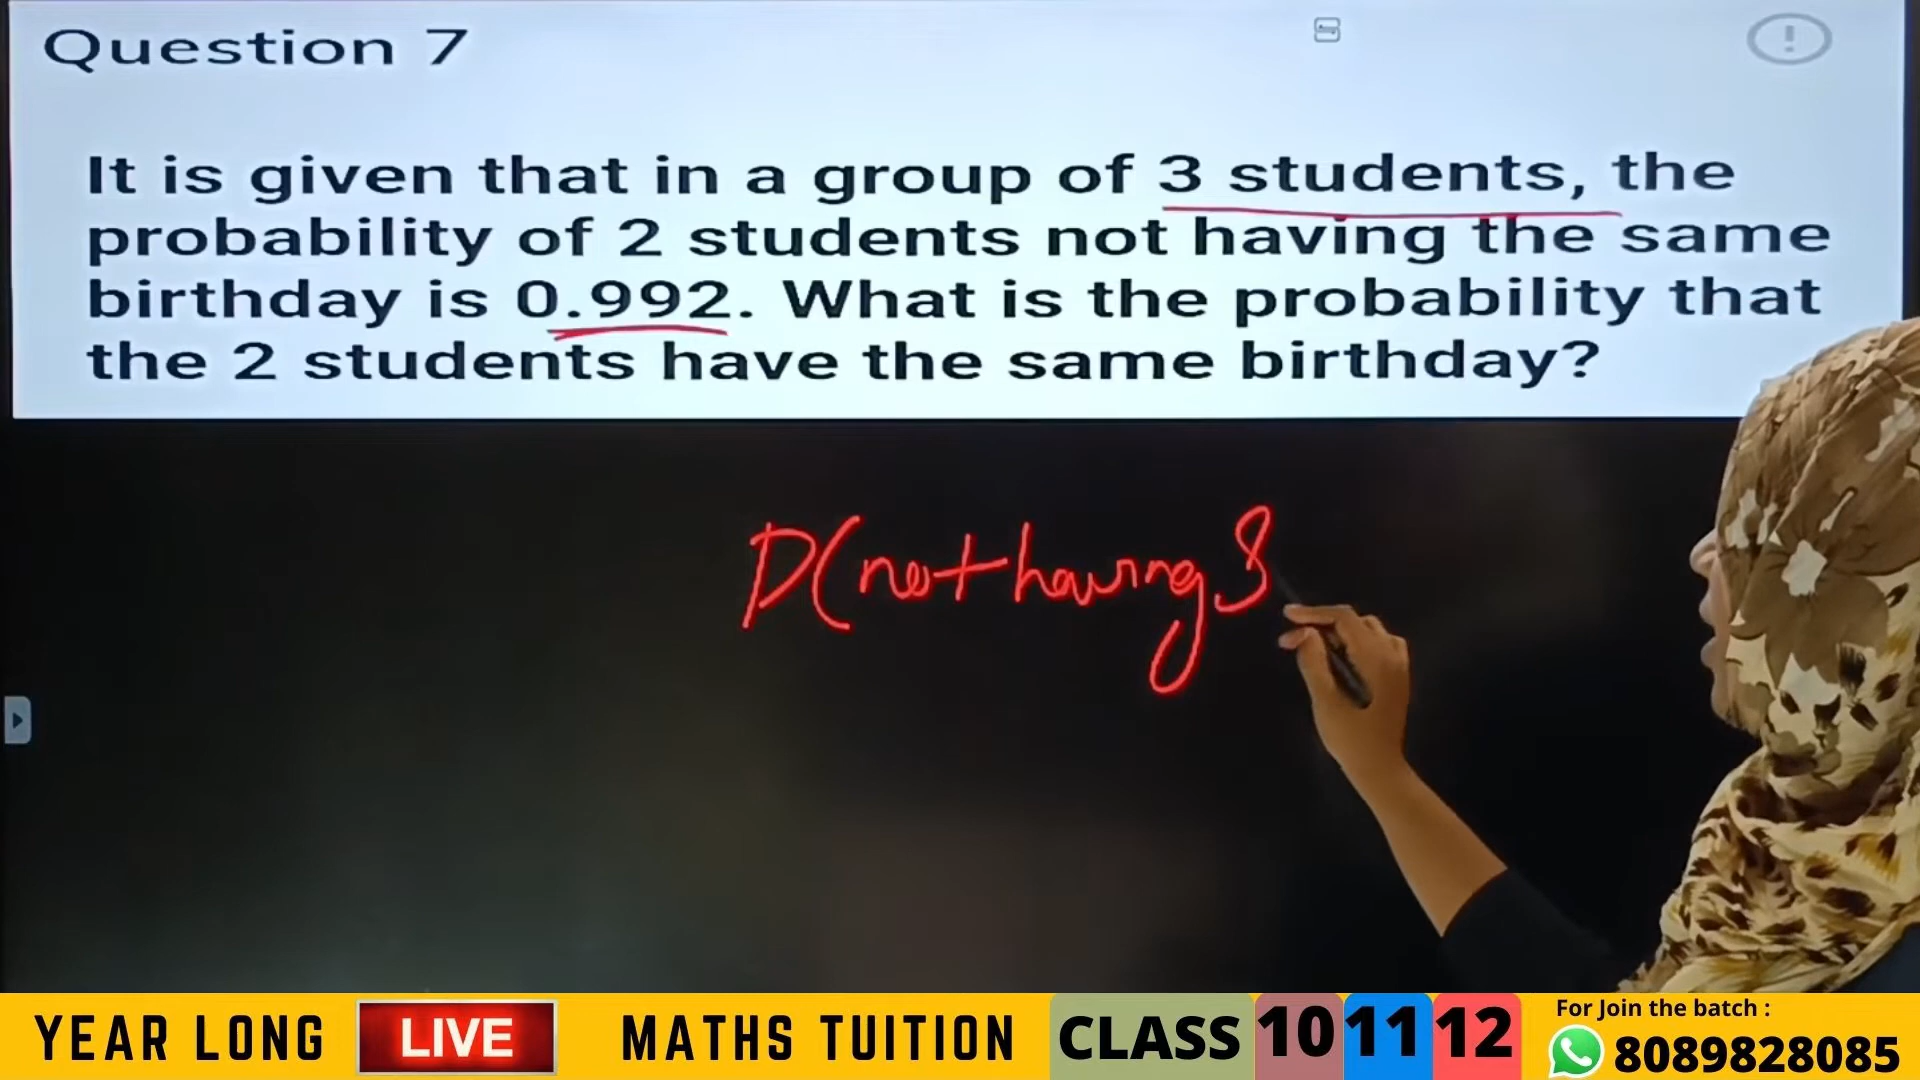 Question 7
It is given that in a group of 3 students, the
probability of 2 students not having the same
birthday is 0.992. What is the probability that
the 2 students have the same birthday?
P(not having S
YEAR LONG LIVE MATHS TUITION CLASS 10 11 12
For Join the batch :
8089828085